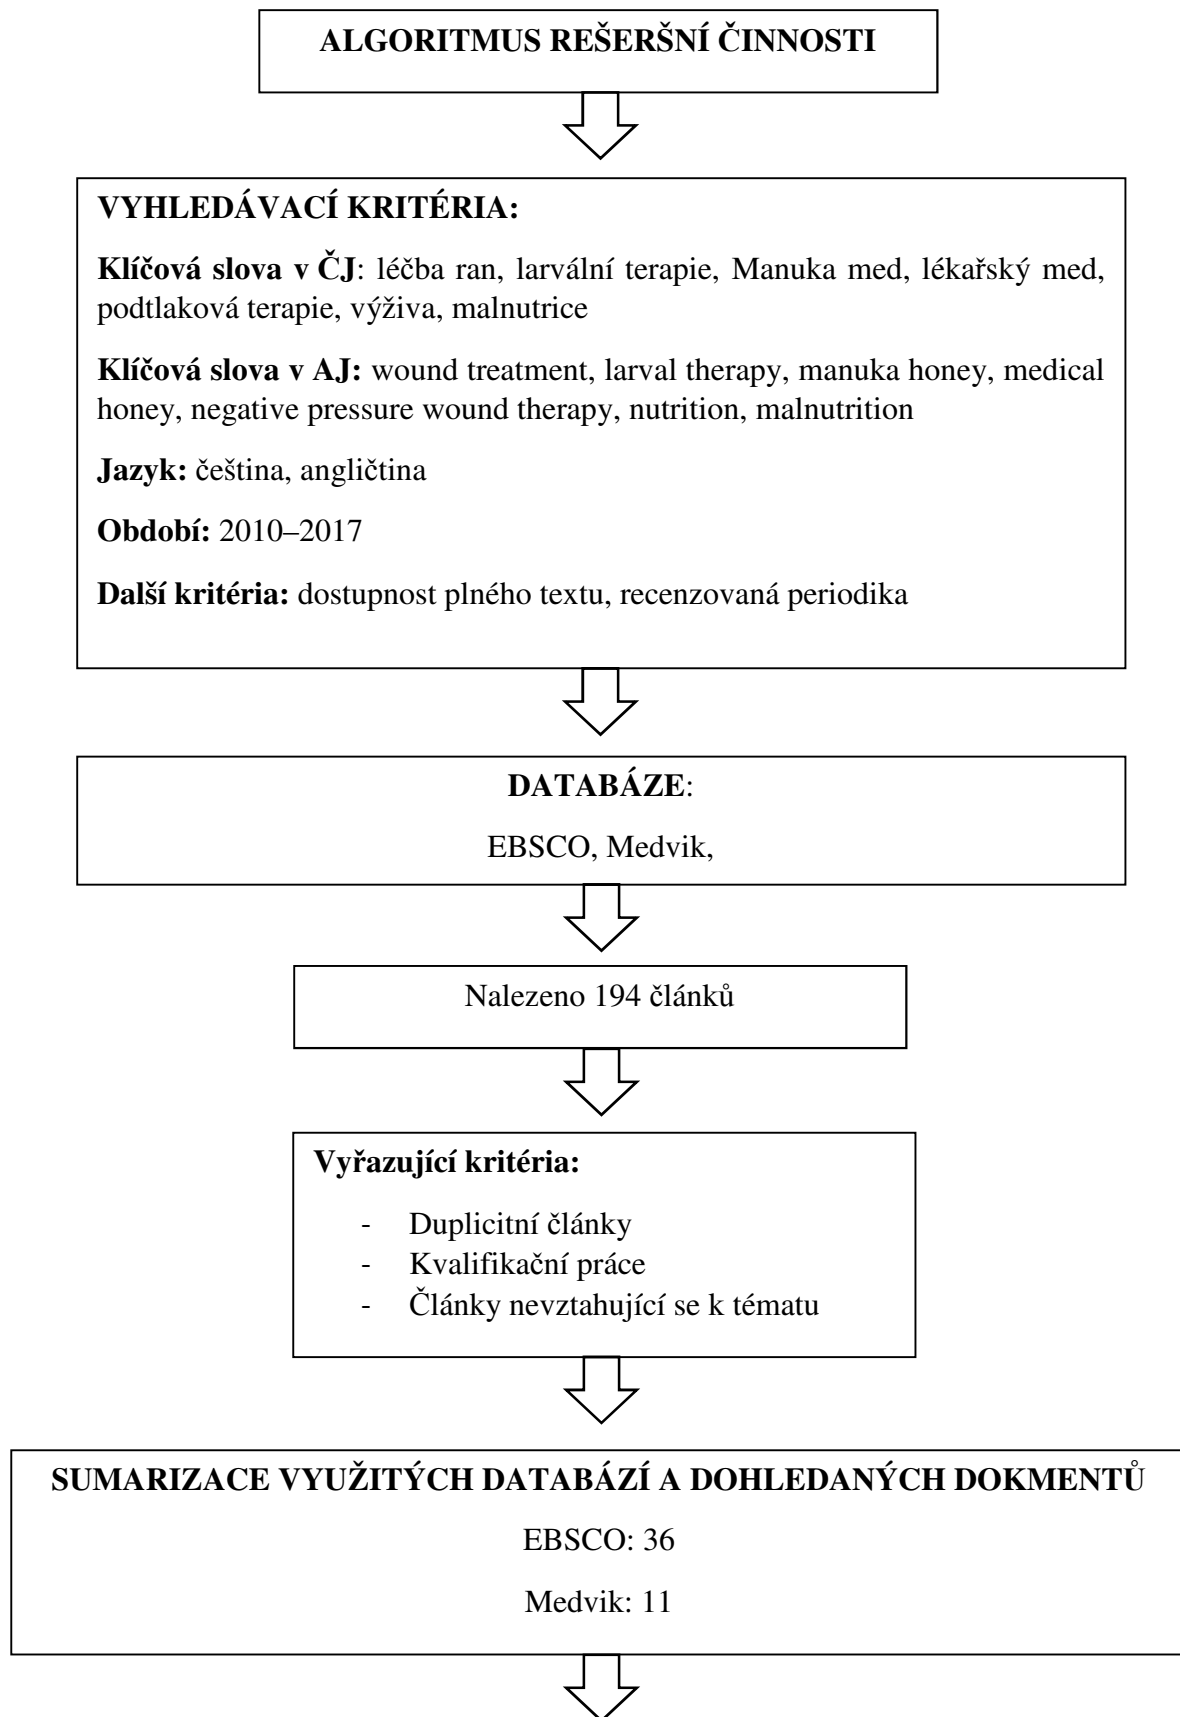 ALGORITMUS REŠERŠNÍ ČINNOSTI
VYHLEDÁVACÍ KRITÉRIA:
Klíčová slova v ČJ: léčba ran, larvální terapie, Manuka med, lékařský med,
podtlaková terapie, výživa, malnutrice
Klíčová slova v AJ: wound treatment, larval therapy, manuka honey, medical
honey, negative pressure wound therapy, nutrition, malnutrition
Jazyk: čeština, angličtina
Období: 2010–2017
Další kritéria: dostupnost plného textu, recenzovaná periodika
DATABÁZE:
EBSCO, Medvik,
Nalezeno 194 článků
Vyřazující kritéria:
- Duplicitní články
- Kvalifikační práce
- Články nevztahující se k tématu
SUMARIZACE VYUŽITÝCH DATABÁZÍ A DOHLEDANÝCH DOKMENTŮ
EBSCO: 36
Medvik: 11